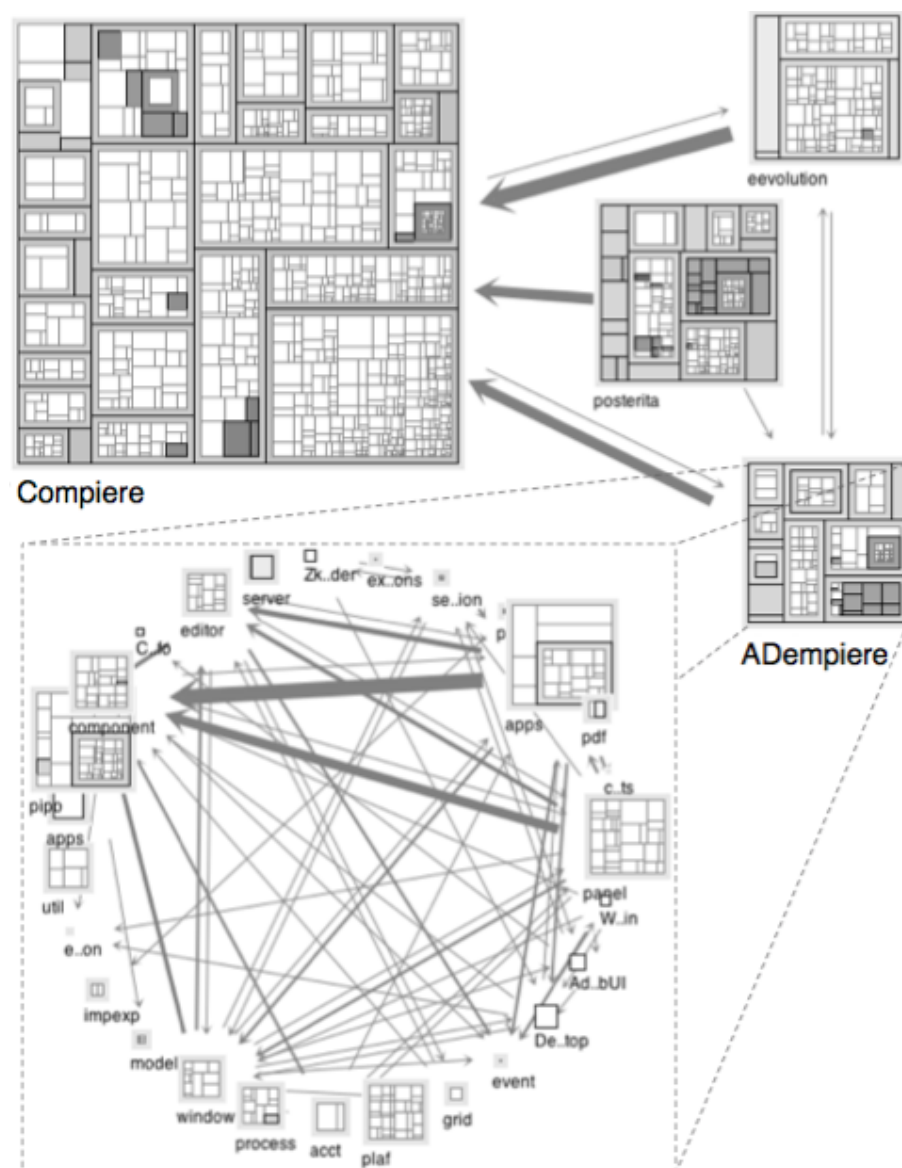 eevolution
posterita
Compiere
ADempiere
Zk..der
ex..ons
server
se..ion
editor
C..fo
p
component
apps
pdf
c..ts
pipo
apps
panel
util
W..in
e..on
Ad..bUI
impexp
De..top
model
event
window
grid
process
acct
plaf